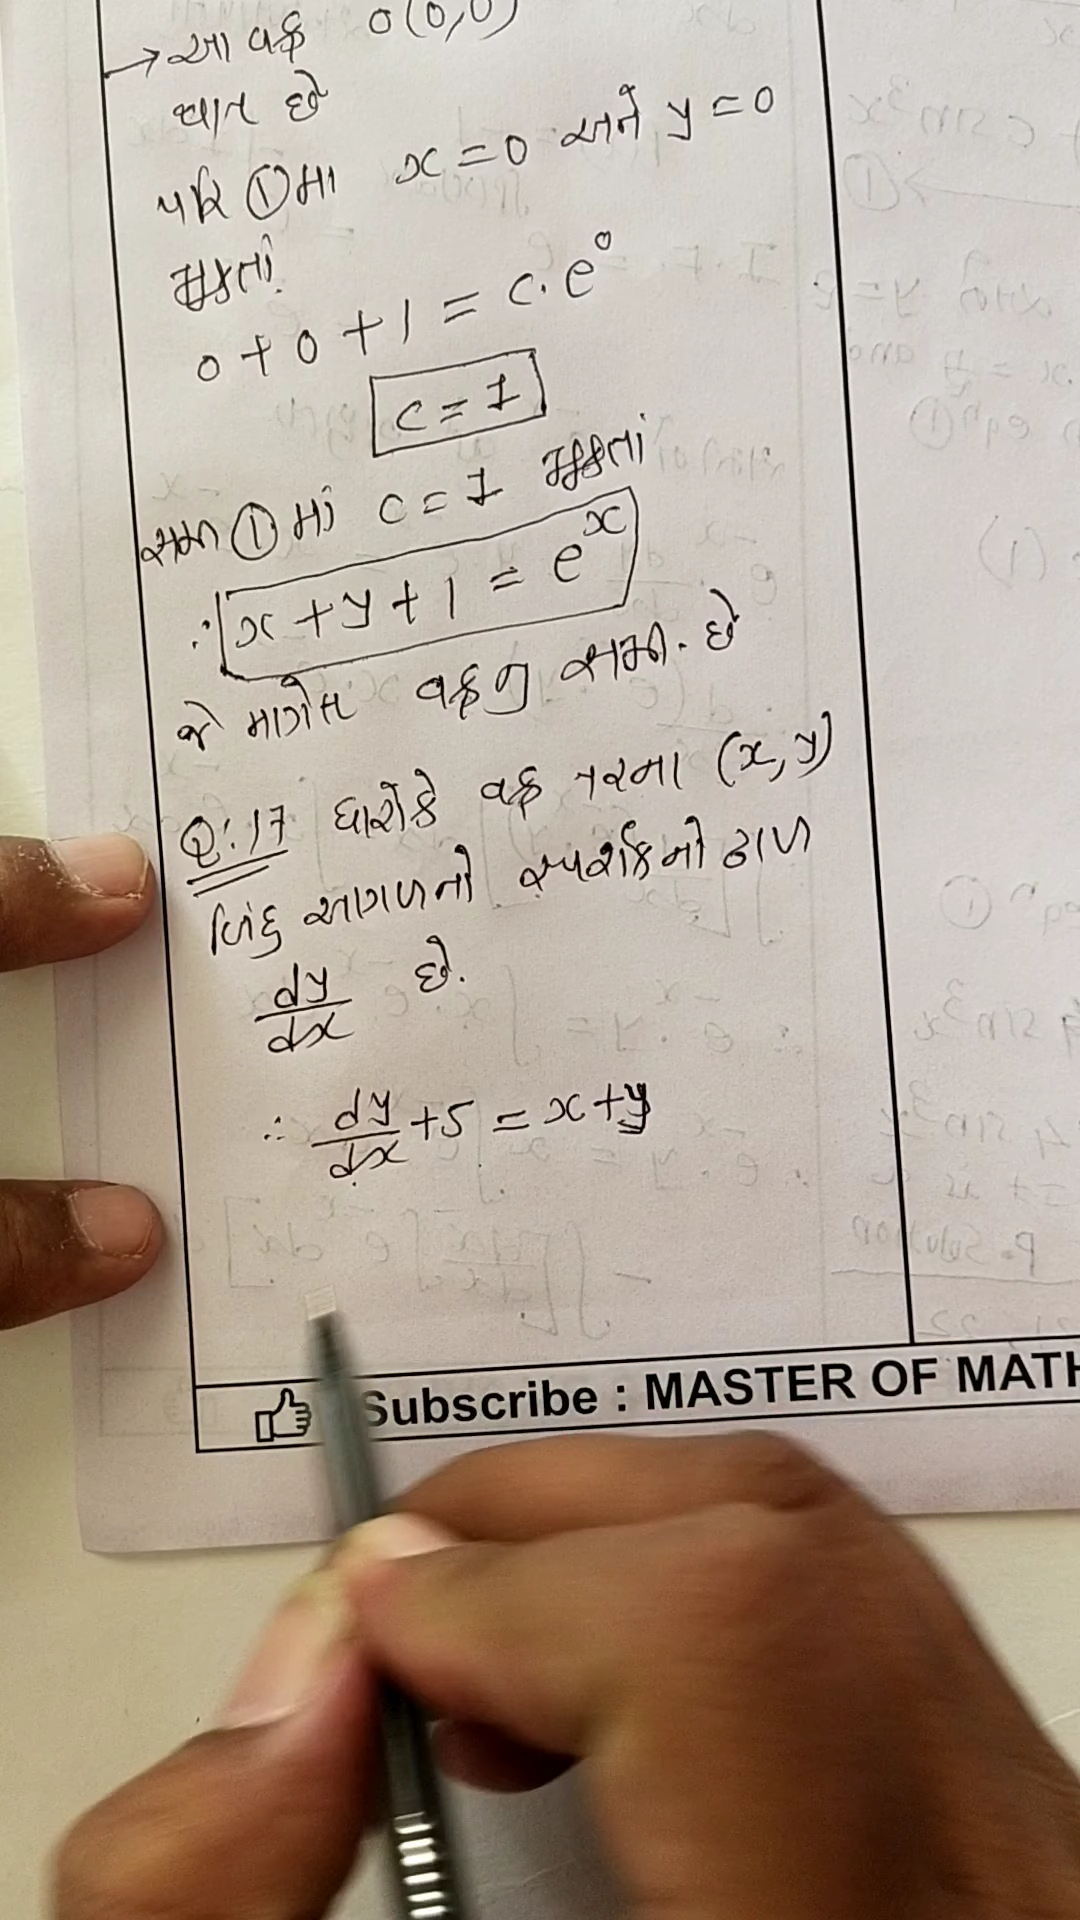 → આ વક્ર 0(0,0)
થાત છે
પરિ ① મા x = 0 અને y = 0
મુકતાં
0 + 0 + 1 = c. e⁰
c = 1
સમી ① માં c = 1 મુકતાં
∴ x + y + 1 = eˣ
જે માગેલ વક્રનુ સમી. છે
Q:17 ધારોકે વક્ર પરના (x, y)
બિંદુ આગળનો સ્પર્શકનો ઢાળ
dy/dx છે.
∴ dy/dx + 5 = x + y
Subscribe : MASTER OF MATH